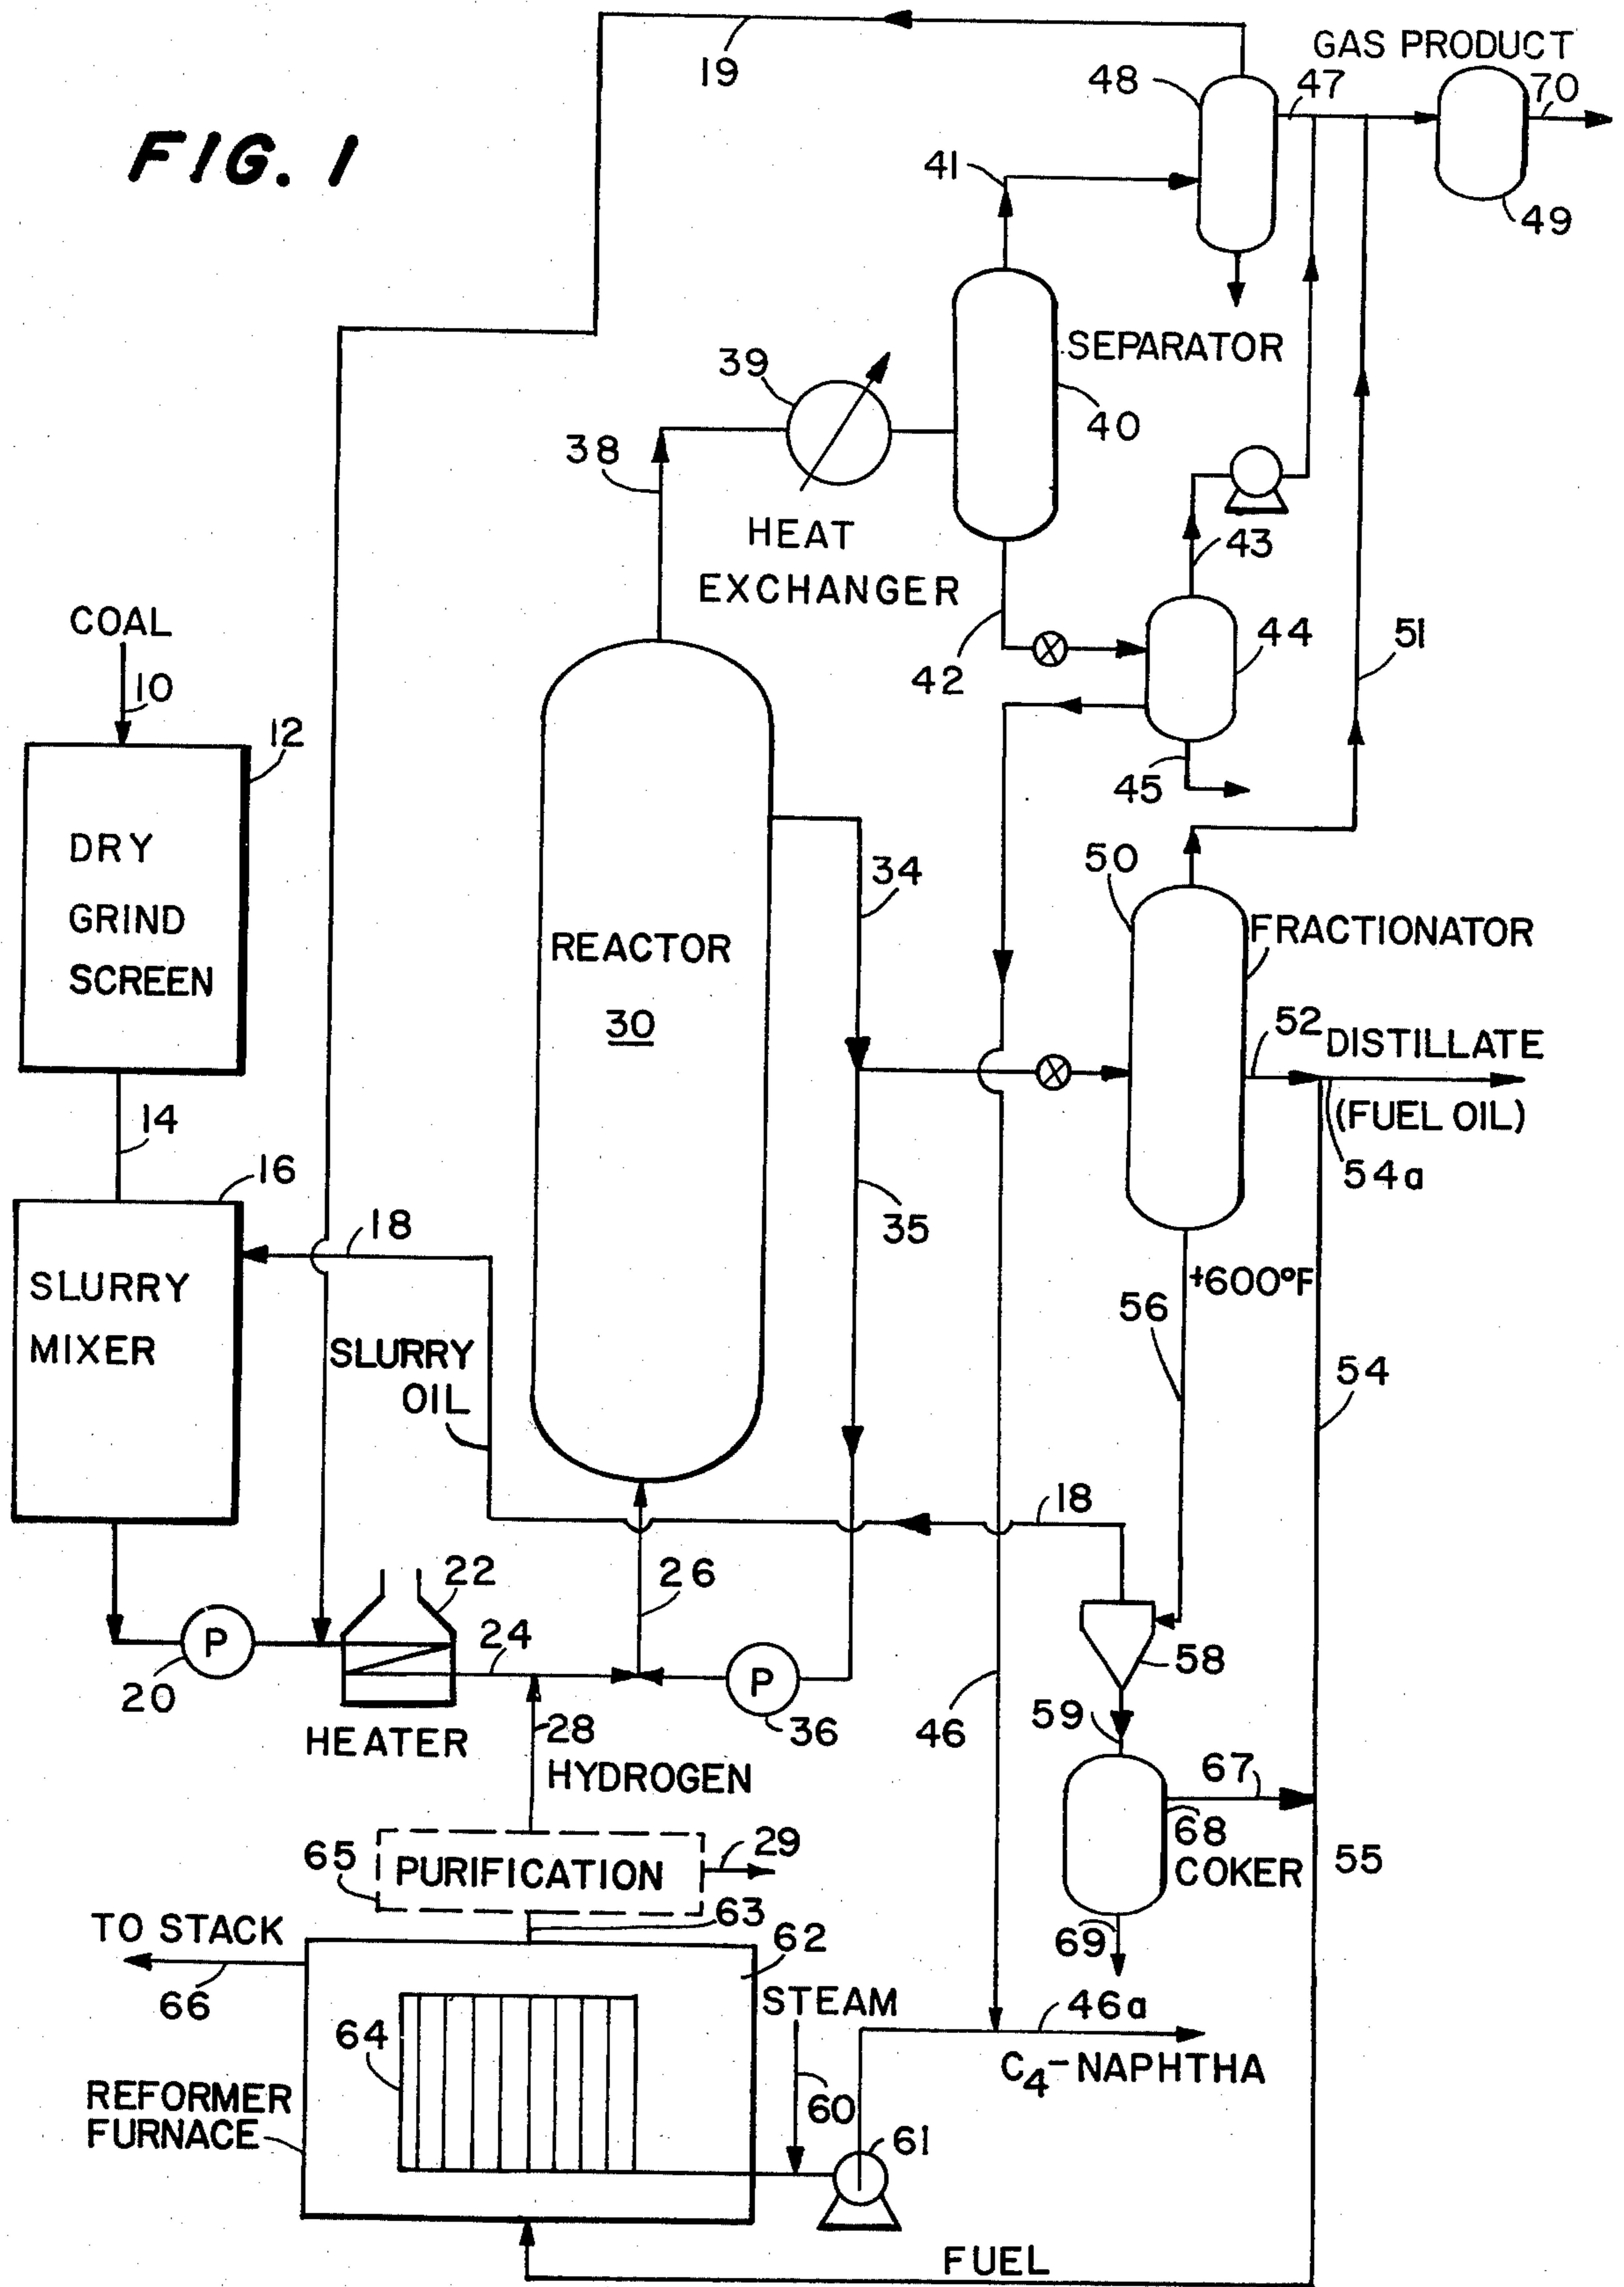 FIG. 1
19
GAS PRODUCT
48
47
70
41
49
SEPARATOR
39
40
38
HEAT
EXCHANGER
43
COAL
42
44
51
10
12
45
DRY
GRIND
SCREEN
34
50
FRACTIONATOR
REACTOR
30
52
DISTILLATE
(FUEL OIL)
54a
14
16
18
35
SLURRY
MIXER
+600°F
56
SLURRY
OIL
54
18
22
26
P
20
24
P
36
58
HEATER
28
HYDROGEN
46
59
67
68
COKER
55
65
PURIFICATION
29
63
69
TO STACK
66
62
STEAM
46a
64
C4-NAPHTHA
REFORMER
FURNACE
60
61
FUEL